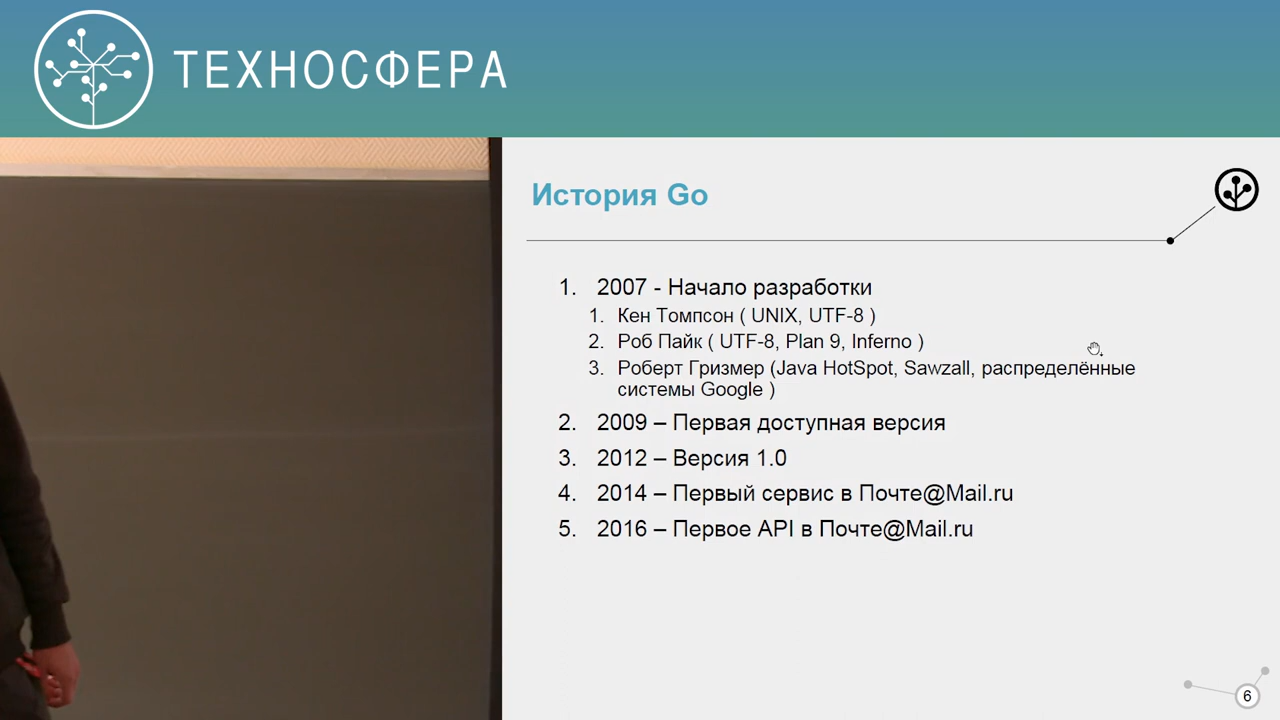 ТЕХНОСФЕРА
История Go
1. 2007 - Начало разработки
1. Кен Томпсон ( UNIX, UTF-8 )
2. Роб Пайк ( UTF-8, Plan 9, Inferno )
3. Роберт Гризмер (Java HotSpot, Sawzall, распределённые
системы Google )
2. 2009 – Первая доступная версия
3. 2012 – Версия 1.0
4. 2014 – Первый сервис в Почте@Mail.ru
5. 2016 – Первое API в Почте@Mail.ru
6